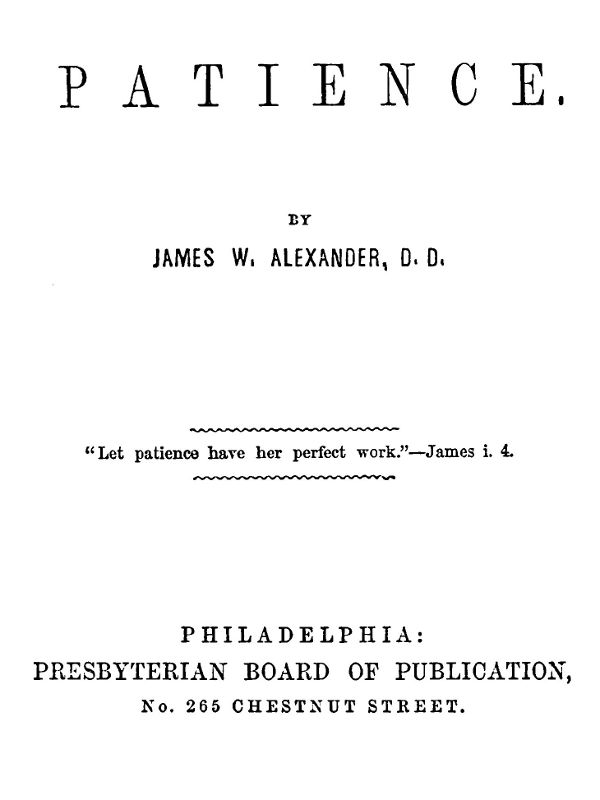 PATIENCE.
BY
JAMES W. ALEXANDER, D. D.
“Let patience have her perfect work.”—James i. 4.
PHILADELPHIA:
PRESBYTERIAN BOARD OF PUBLICATION,
No. 265 CHESTNUT STREET.